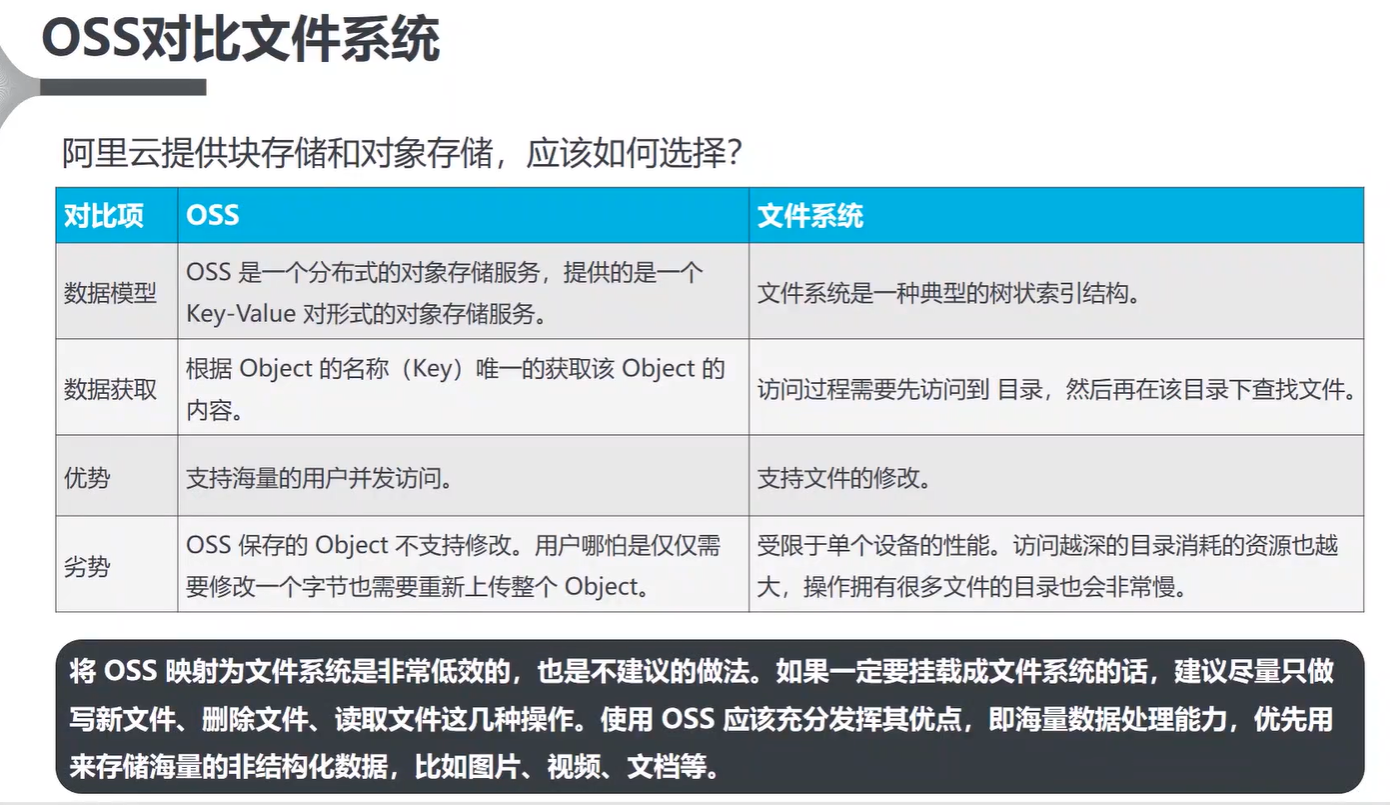 OSS对比文件系统
阿里云提供块存储和对象存储，应该如何选择？
对比项 OSS 文件系统
数据模型
OSS 是一个分布式的对象存储服务，提供的是一个
Key-Value 对形式的对象存储服务。
文件系统是一种典型的树状索引结构。
数据获取
根据 Object 的名称（Key）唯一的获取该 Object 的
内容。
访问过程需要先访问到 目录，然后再在该目录下查找文件。
优势
支持海量的用户并发访问。
支持文件的修改。
劣势
OSS 保存的 Object 不支持修改。用户哪怕是仅仅需
要修改一个字节也需要重新上传整个 Object。
受限于单个设备的性能。访问越深的目录消耗的资源也越
大，操作拥有很多文件的目录也会非常慢。
将 OSS 映射为文件系统是非常低效的，也是不建议的做法。如果一定要挂载成文件系统的话，建议尽量只做
写新文件、删除文件、读取文件这几种操作。使用 OSS 应该充分发挥其优点，即海量数据处理能力，优先用
来存储海量的非结构化数据，比如图片、视频、文档等。